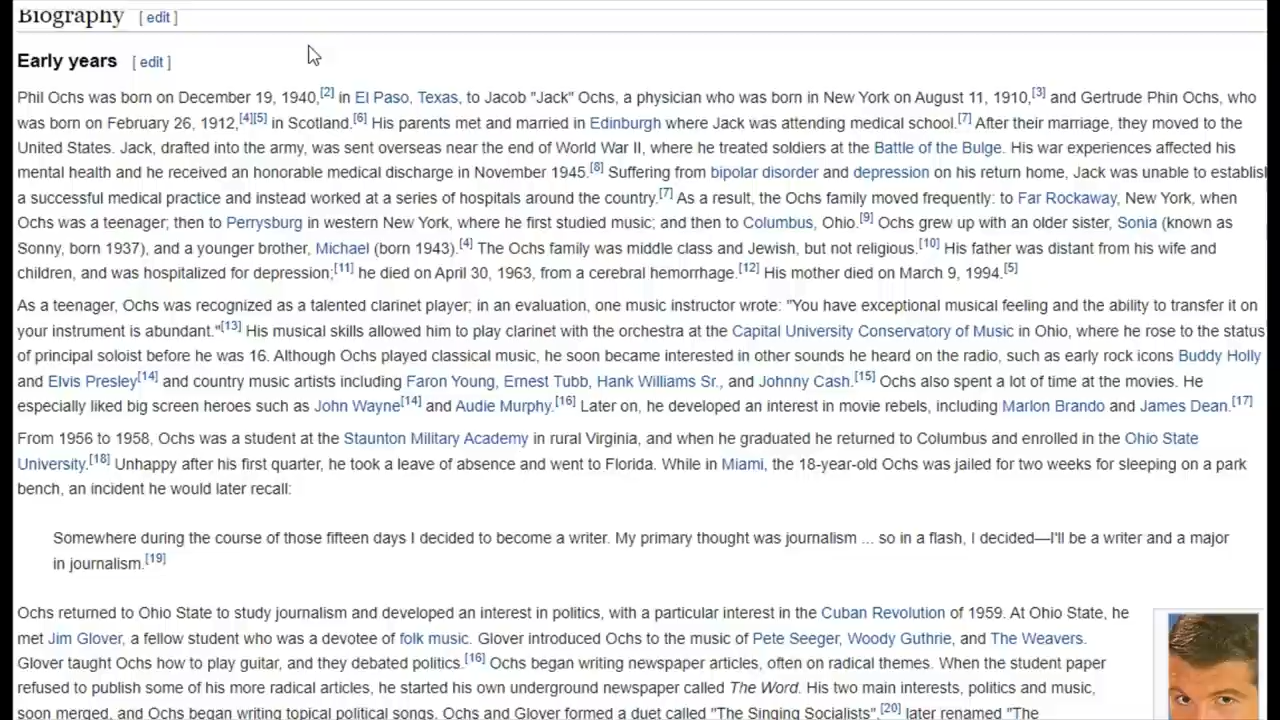 Biography [ edit ]
Early years [ edit ]
Phil Ochs was born on December 19, 1940,[2] in El Paso, Texas, to Jacob "Jack" Ochs, a physician who was born in New York on August 11, 1910,[3] and Gertrude Phin Ochs, who
was born on February 26, 1912,[4][5] in Scotland.[6] His parents met and married in Edinburgh where Jack was attending medical school.[7] After their marriage, they moved to the
United States. Jack, drafted into the army, was sent overseas near the end of World War II, where he treated soldiers at the Battle of the Bulge. His war experiences affected his
mental health and he received an honorable medical discharge in November 1945.[8] Suffering from bipolar disorder and depression on his return home, Jack was unable to establis
a successful medical practice and instead worked at a series of hospitals around the country.[7] As a result, the Ochs family moved frequently: to Far Rockaway, New York, when
Ochs was a teenager; then to Perrysburg in western New York, where he first studied music; and then to Columbus, Ohio.[9] Ochs grew up with an older sister, Sonia (known as
Sonny, born 1937), and a younger brother, Michael (born 1943).[4] The Ochs family was middle class and Jewish, but not religious.[10] His father was distant from his wife and
children, and was hospitalized for depression;[11] he died on April 30, 1963, from a cerebral hemorrhage.[12] His mother died on March 9, 1994.[5]
As a teenager, Ochs was recognized as a talented clarinet player; in an evaluation, one music instructor wrote: "You have exceptional musical feeling and the ability to transfer it on
your instrument is abundant."[13] His musical skills allowed him to play clarinet with the orchestra at the Capital University Conservatory of Music in Ohio, where he rose to the status
of principal soloist before he was 16. Although Ochs played classical music, he soon became interested in other sounds he heard on the radio, such as early rock icons Buddy Holly
and Elvis Presley[14] and country music artists including Faron Young, Ernest Tubb, Hank Williams Sr., and Johnny Cash.[15] Ochs also spent a lot of time at the movies. He
especially liked big screen heroes such as John Wayne[14] and Audie Murphy.[16] Later on, he developed an interest in movie rebels, including Marlon Brando and James Dean.[17]
From 1956 to 1958, Ochs was a student at the Staunton Military Academy in rural Virginia, and when he graduated he returned to Columbus and enrolled in the Ohio State
University.[18] Unhappy after his first quarter, he took a leave of absence and went to Florida. While in Miami, the 18-year-old Ochs was jailed for two weeks for sleeping on a park
bench, an incident he would later recall:
Somewhere during the course of those fifteen days I decided to become a writer. My primary thought was journalism ... so in a flash, I decided—I'll be a writer and a major
in journalism.[19]
Ochs returned to Ohio State to study journalism and developed an interest in politics, with a particular interest in the Cuban Revolution of 1959. At Ohio State, he
met Jim Glover, a fellow student who was a devotee of folk music. Glover introduced Ochs to the music of Pete Seeger, Woody Guthrie, and The Weavers.
Glover taught Ochs how to play guitar, and they debated politics.[16] Ochs began writing newspaper articles, often on radical themes. When the student paper
refused to publish some of his more radical articles, he started his own underground newspaper called The Word. His two main interests, politics and music,
soon merged, and Ochs began writing topical political songs. Ochs and Glover formed a duet called "The Singing Socialists",[20] later renamed "The